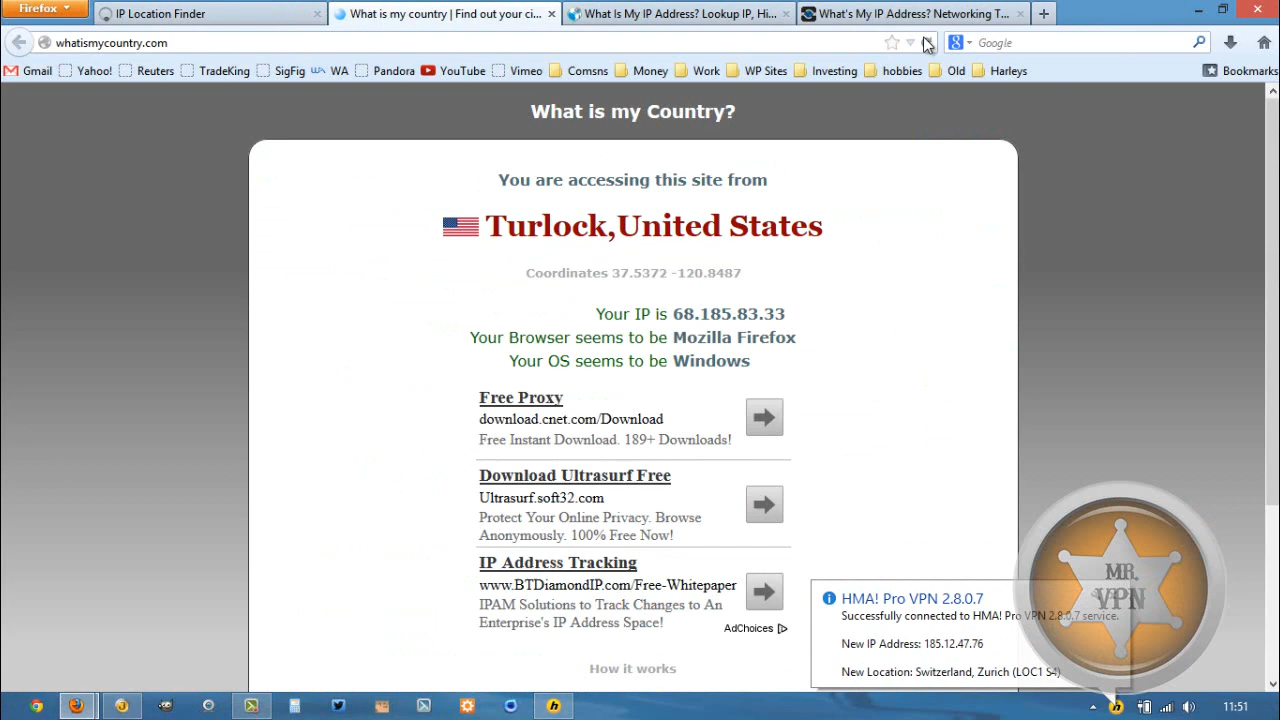 Firefox
IP Location Finder
What is my country | Find out your ci...
What Is My IP Address? Lookup IP, Hi...
What's My IP Address? Networking T...
whatismycountry.com
Google
Gmail
Yahoo!
Reuters
TradeKing
SigFig
WA
Pandora
YouTube
Vimeo
Comsns
Money
Work
WP Sites
Investing
hobbies
Old
Harleys
Bookmarks
What is my Country?
You are accessing this site from
Turlock,United States
Coordinates 37.5372 -120.8487
Your IP is 68.185.83.33
Your Browser seems to be Mozilla Firefox
Your OS seems to be Windows
Free Proxy
download.cnet.com/Download
Free Instant Download. 189+ Downloads!
Download Ultrasurf Free
Ultrasurf.soft32.com
Protect Your Online Privacy. Browse
Anonymously. 100% Free Now!
IP Address Tracking
www.BTDiamondIP.com/Free-Whitepaper
IPAM Solutions to Track Changes to An
Enterprise's IP Address Space!
AdChoices
How it works
HMA! Pro VPN 2.8.0.7
Successfully connected to HMA! Pro VPN 2.8.0.7 service.
New IP Address: 185.12.47.76
New Location: Switzerland, Zurich (LOC1 S4)
MR.
VPN
11:51